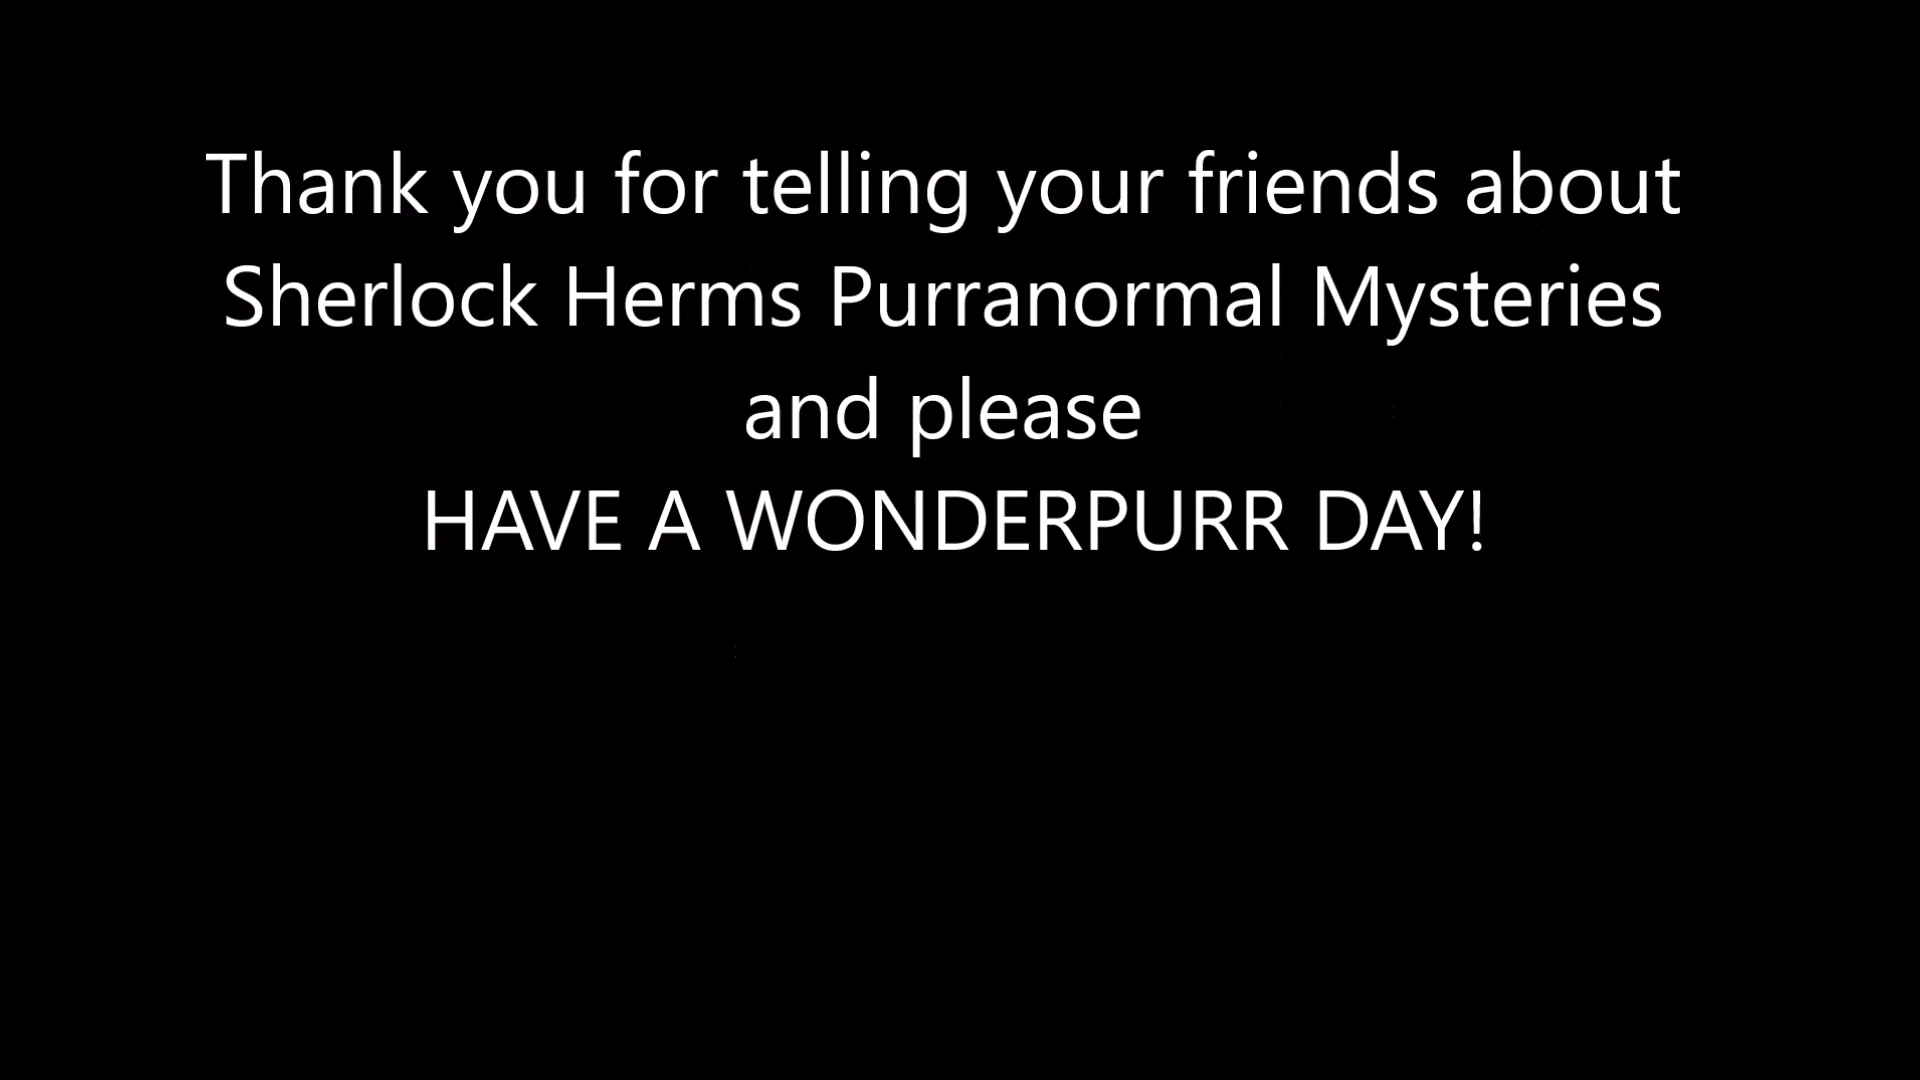 Thank you for telling your friends about
Sherlock Herms Purranormal Mysteries
and please
HAVE A WONDERPURR DAY!